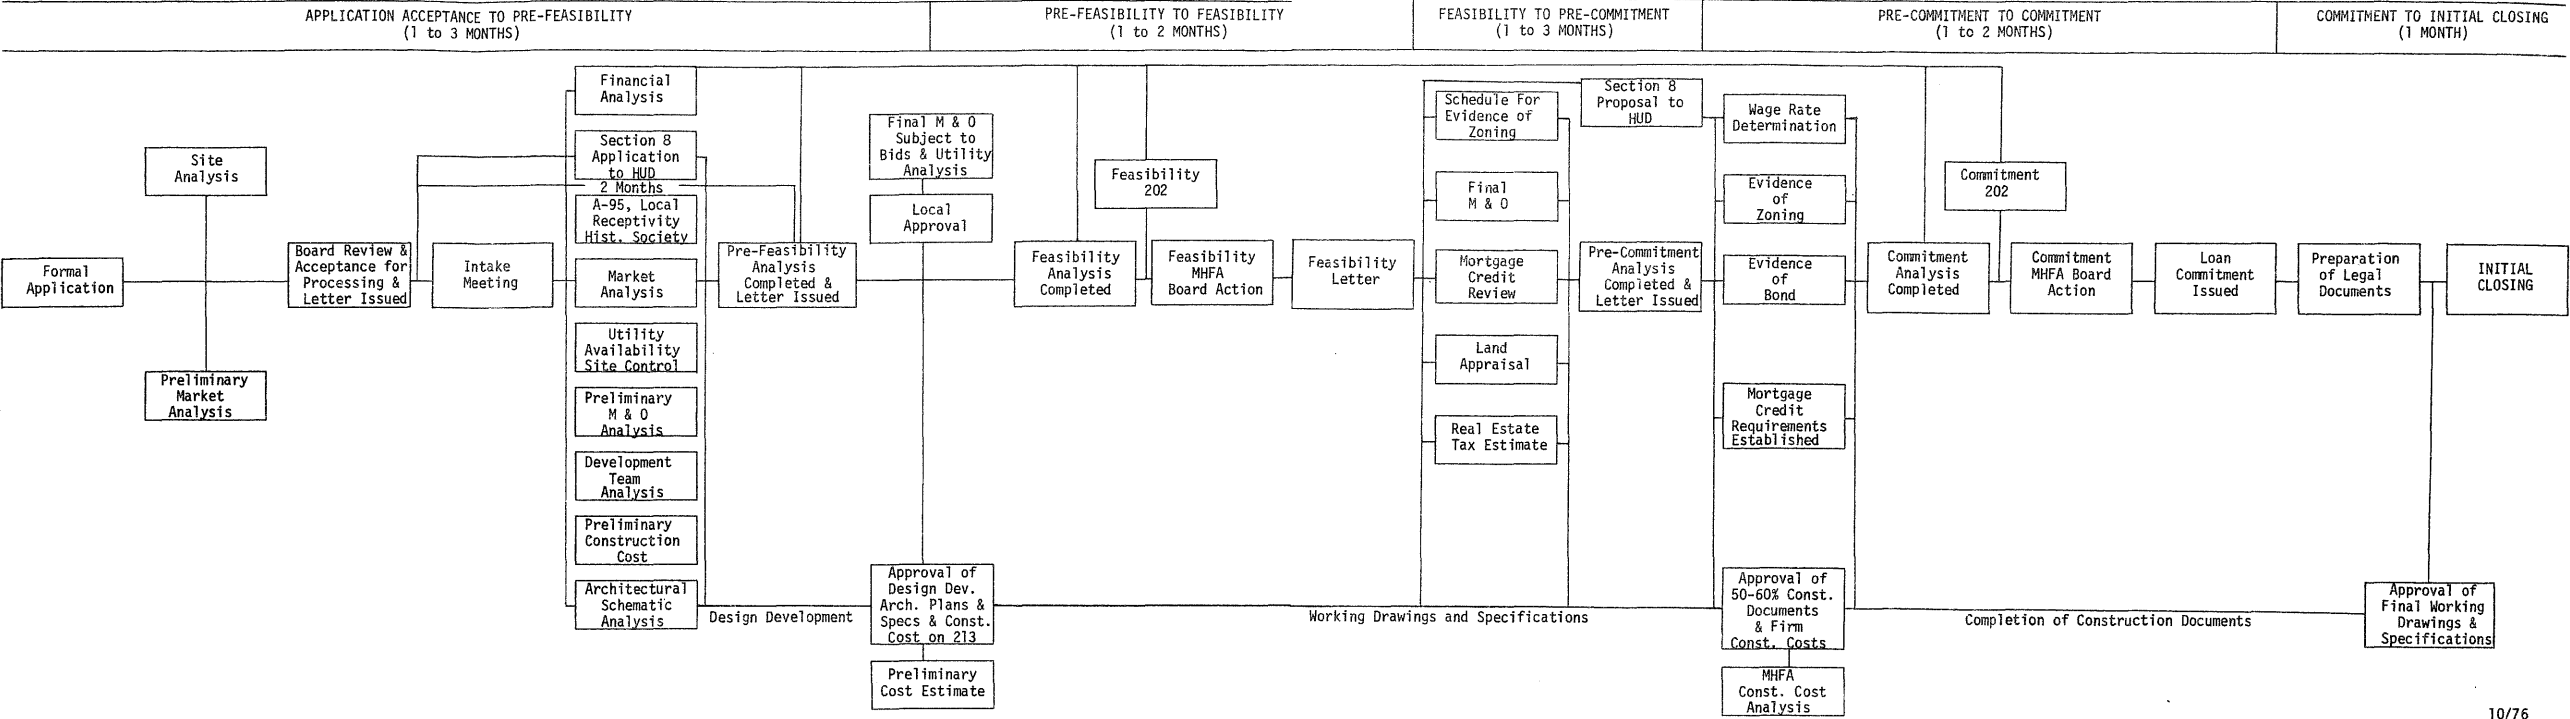 APPLICATION ACCEPTANCE TO PRE-FEASIBILITY
(1 to 3 MONTHS)
PRE-FEASIBILITY TO FEASIBILITY
(1 to 2 MONTHS)
FEASIBILITY TO PRE-COMMITMENT
(1 to 3 MONTHS)
PRE-COMMITMENT TO COMMITMENT
(1 to 2 MONTHS)
COMMITMENT TO INITIAL CLOSING
(1 MONTH)
Formal
Application
Site
Analysis
Preliminary
Market
Analysis
Board Review &
Acceptance for
Processing &
Letter Issued
Intake
Meeting
Financial
Analysis
Section 8
Application
to HUD
2 Months
A-95, Local
Receptivity
Hist. Society
Market
Analysis
Utility
Availability
Site Control
Preliminary
M & O
Analysis
Development
Team
Analysis
Preliminary
Construction
Cost
Architectural
Schematic
Analysis
Design Development
Pre-Feasibility
Analysis
Completed &
Letter Issued
Final M & O
Subject to
Bids & Utility
Analysis
Local
Approval
Approval of
Design Dev.
Arch. Plans &
Specs & Const.
Cost on 213
Preliminary
Cost Estimate
Feasibility
Analysis
Completed
Feasibility
202
Feasibility
MHFA
Board Action
Feasibility
Letter
Working Drawings and Specifications
Schedule For
Evidence of
Zoning
Final
M & O
Mortgage
Credit
Review
Land
Appraisal
Real Estate
Tax Estimate
Section 8
Proposal to
HUD
Pre-Commitment
Analysis
Completed &
Letter Issued
Wage Rate
Determination
Evidence
of
Zoning
Evidence
of
Bond
Mortgage
Credit
Requirements
Established
Approval of
50-60% Const.
Documents
& Firm
Const. Costs
MHFA
Const. Cost
Analysis
Commitment
Analysis
Completed
Commitment
202
Commitment
MHFA Board
Action
Loan
Commitment
Issued
Completion of Construction Documents
Preparation
of Legal
Documents
INITIAL
CLOSING
Approval of
Final Working
Drawings &
Specifications
10/76